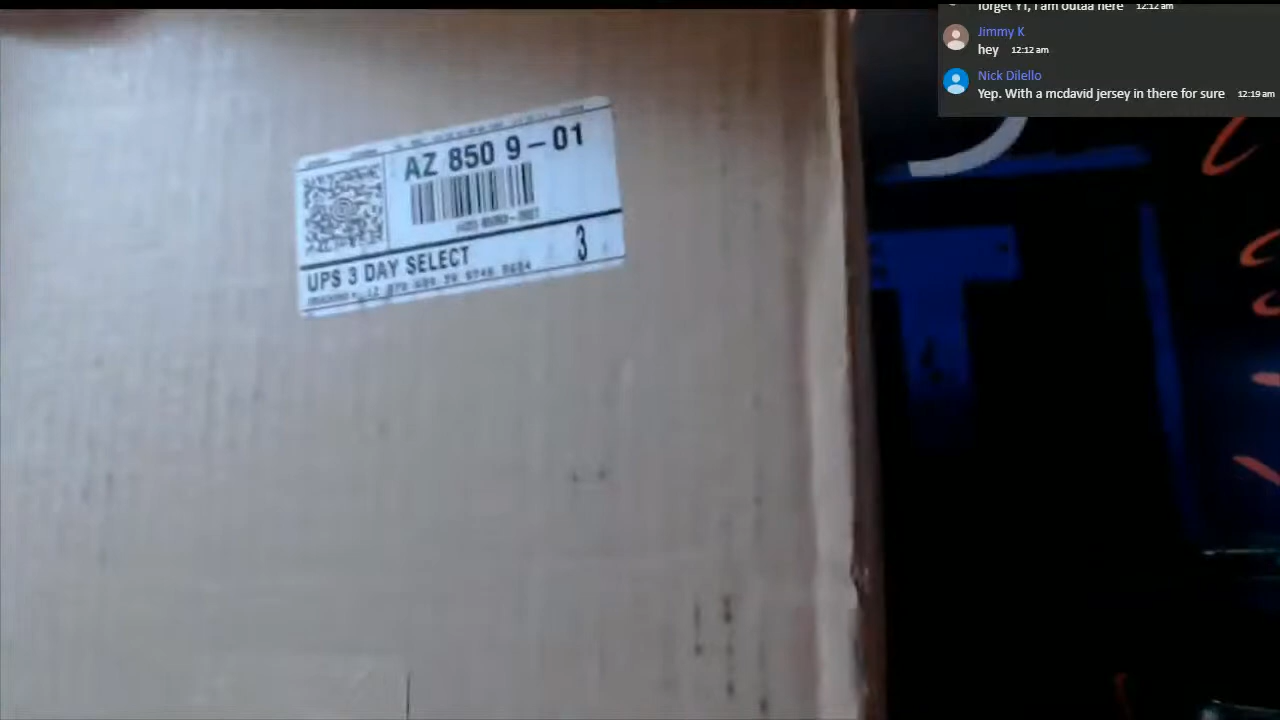 forget YT, i am outaa here 12:12 am
Jimmy K
hey 12:12 am
Nick Dilello
Yep. With a mcdavid jersey in there for sure 12:19 am
AZ 850 9-01
UPS 3 DAY SELECT 3